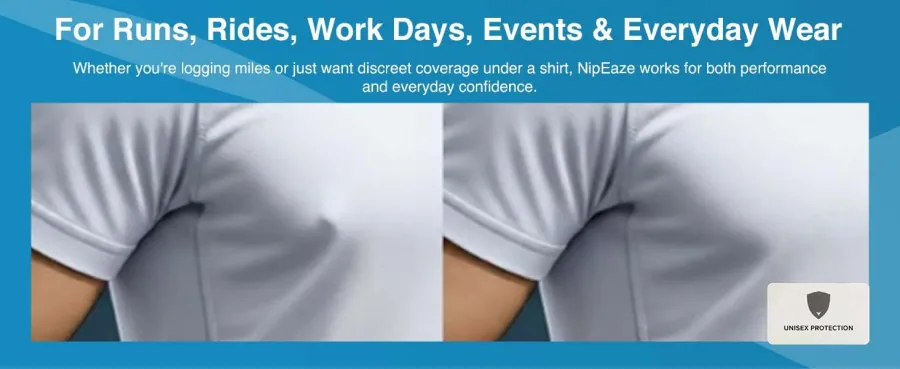 For Runs, Rides, Work Days, Events & Everyday Wear
Whether you're logging miles or just want discreet coverage under a shirt, NipEaze works for both performance
and everyday confidence.
UNISEX PROTECTION